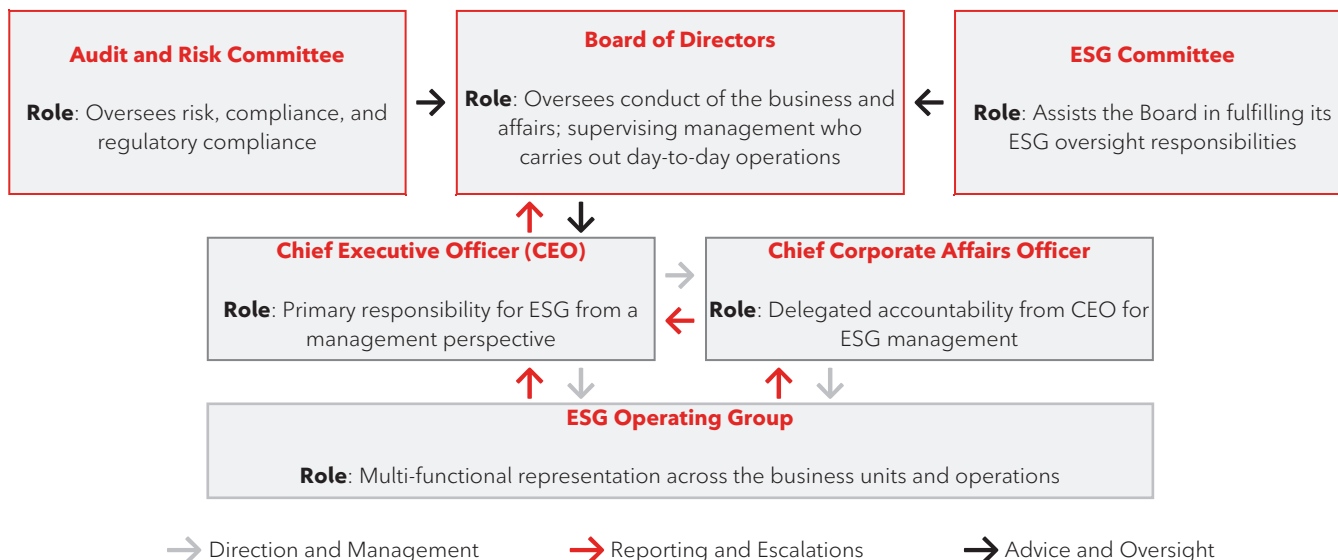 Audit and Risk Committee
Role: Oversees risk, compliance, and
regulatory compliance
Board of Directors
Role: Oversees conduct of the business and
affairs; supervising management who
carries out day-to-day operations
ESG Committee
Role: Assists the Board in fulfilling its
ESG oversight responsibilities
Chief Executive Officer (CEO)
Role: Primary responsibility for ESG from a
management perspective
Chief Corporate Affairs Officer
Role: Delegated accountability from CEO for
ESG management
ESG Operating Group
Role: Multi-functional representation across the business units and operations
Direction and Management
Reporting and Escalations
Advice and Oversight